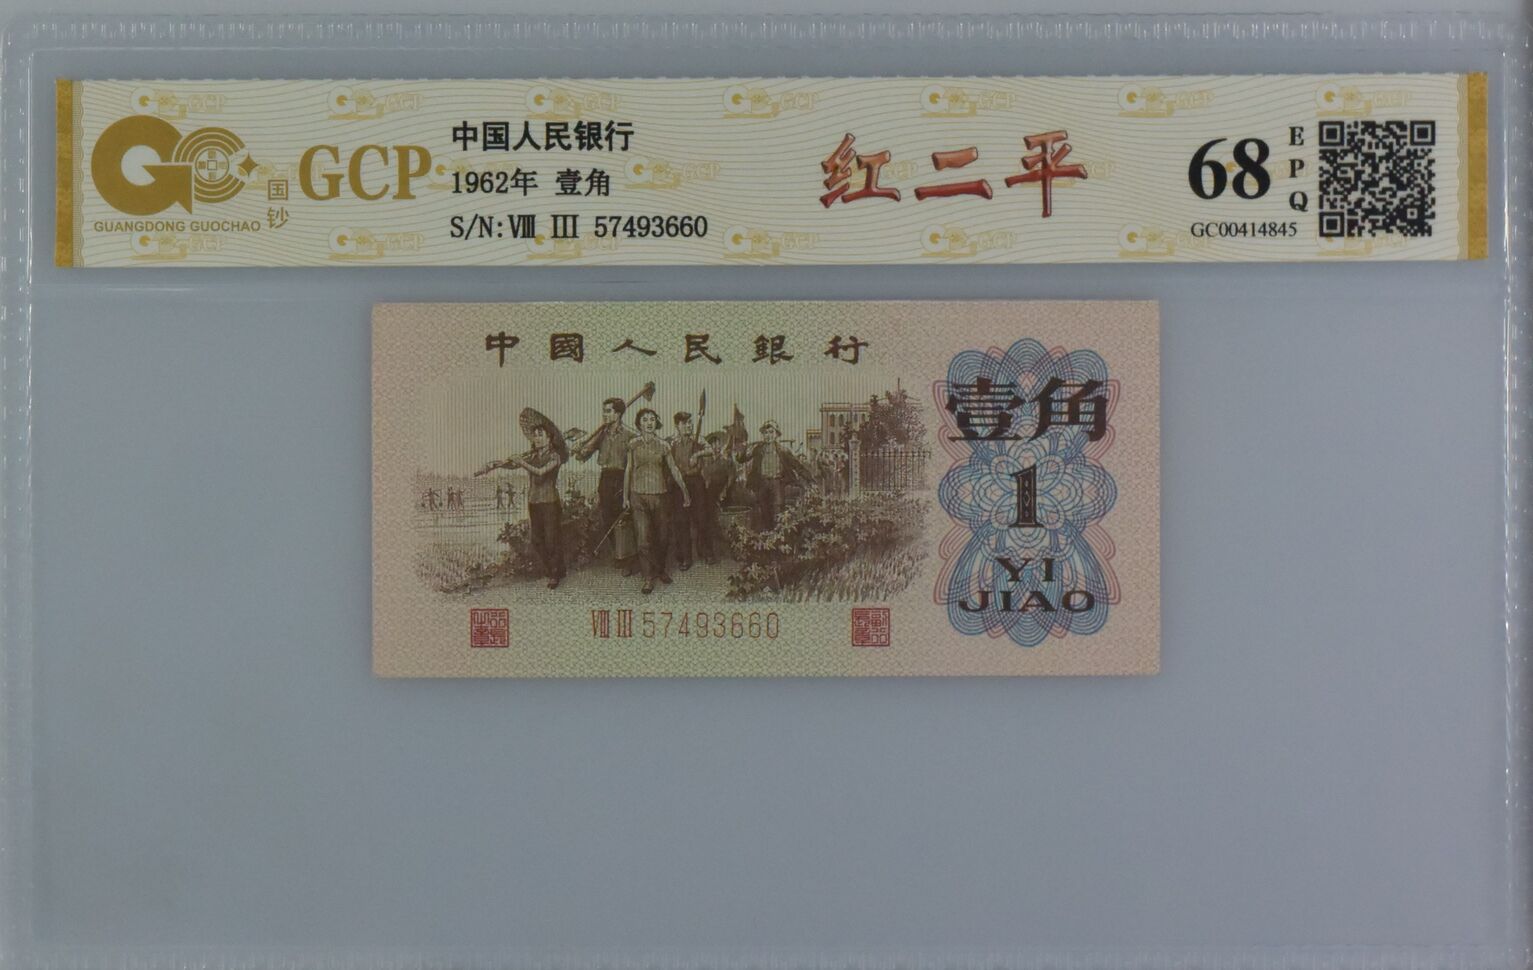 GUANGDONG GUOCHAO
国钞
GCP
中国人民银行
1962年 壹角
S/N:Ⅷ Ⅲ 57493660
红二平
68
EPQ
GC00414845
中國人民銀行
壹角
1
YI
JIAO
Ⅷ Ⅲ 57493660